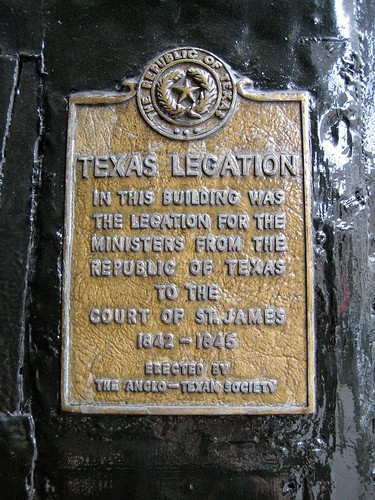 THE REPUBLIC OF TEXAS
TEXAS LEGATION
IN THIS BUILDING WAS
THE LEGATION FOR THE
MINISTERS FROM THE
REPUBLIC OF TEXAS
TO THE
COURT OF ST. JAMES
1842 – 1845
ERECTED BY
THE ANGLO – TEXAN SOCIETY